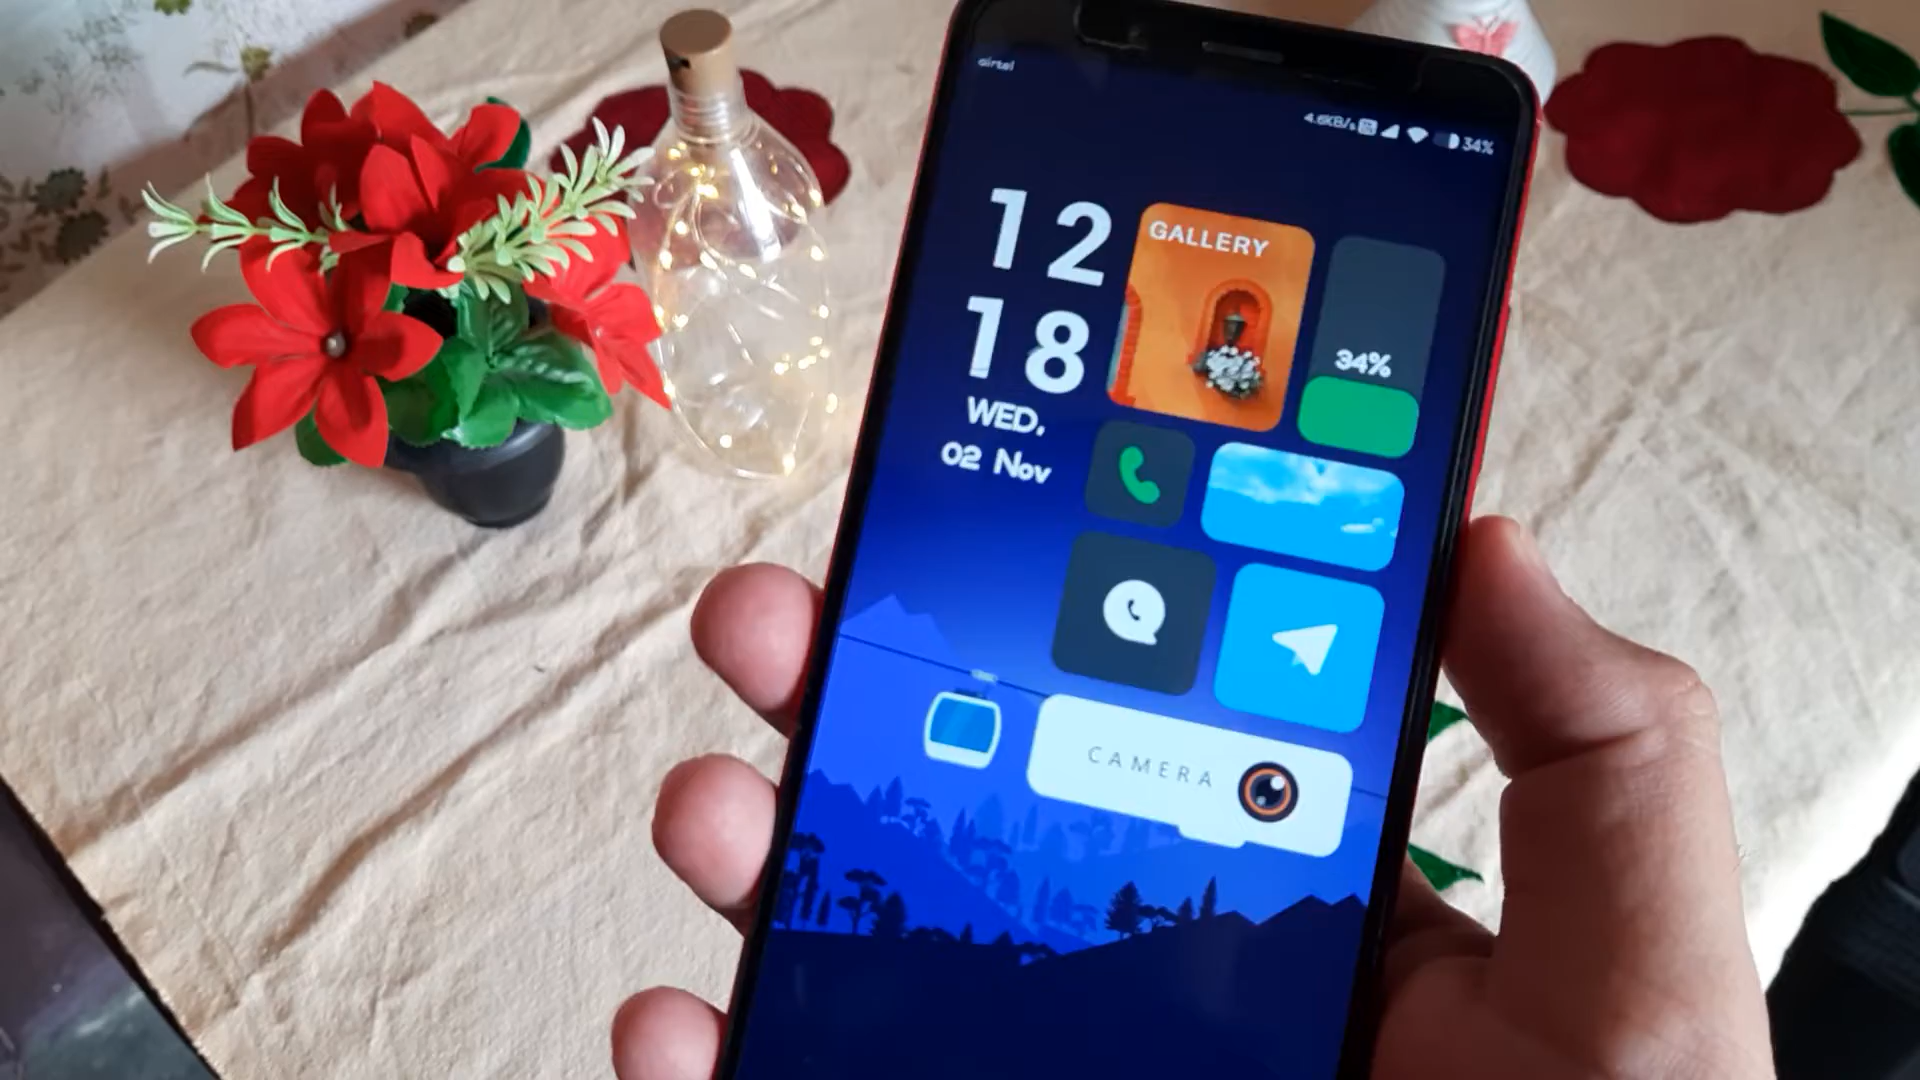 airtel
4.6KB/s 34%
12
18
WED.
02 Nov
GALLERY
34%
CAMERA